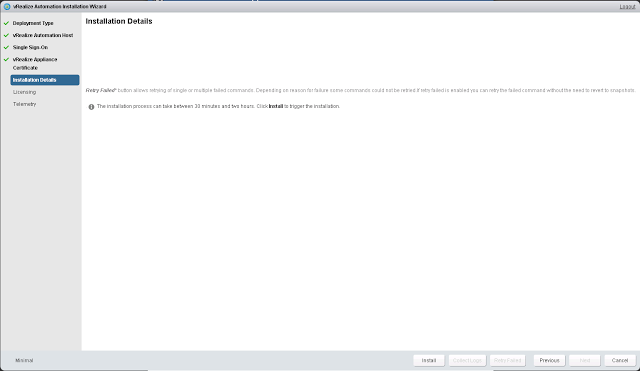 vRealize Automation Installation Wizard
Logout
Deployment Type
vRealize Automation Host
Single Sign-On
vRealize Appliance
Certificate
Installation Details
Licensing
Telemetry
Installation Details
Retry Failed* button allows retrying of single or multiple failed commands. Depending on reason for failure some commands could not be retried.If retry failed is enabled you can retry the failed command without the need to revert to snapshots.
The installation process can take between 30 minutes and two hours. Click Install to trigger the installation.
Minimal
Install
Collect Logs
Retry Failed
Previous
Next
Cancel